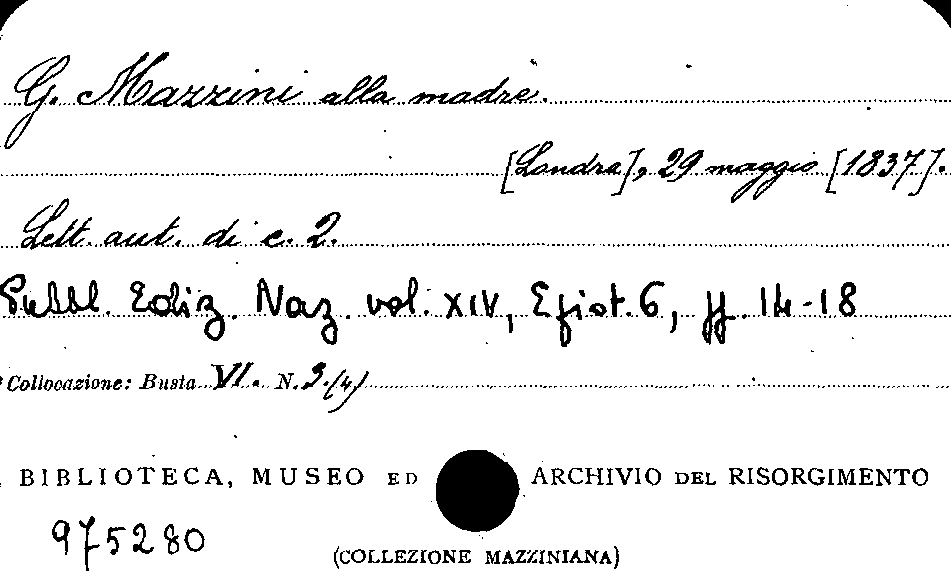 G. Mazzini alla madre.
[Londra], 29 maggio [1837].
Lett. aut. di c. 2.
Pubbl. Ediz. Naz. vol. XIV, Epist. 6, pp. 14-18
Collocazione: Busta VI. N. 3.(4)
BIBLIOTECA, MUSEO ED ARCHIVIO DEL RISORGIMENTO
975280
(COLLEZIONE MAZZINIANA)